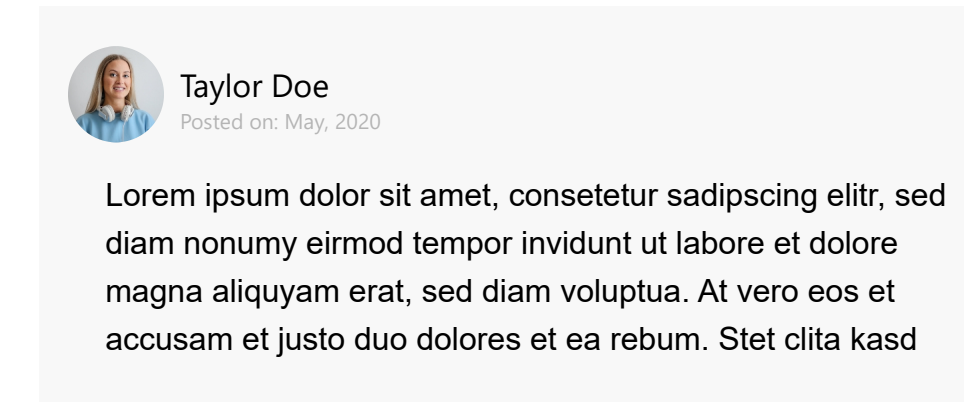 Taylor Doe
Posted on: May, 2020
Lorem ipsum dolor sit amet, consetetur sadipscing elitr, sed
diam nonumy eirmod tempor invidunt ut labore et dolore
magna aliquyam erat, sed diam voluptua. At vero eos et
accusam et justo duo dolores et ea rebum. Stet clita kasd